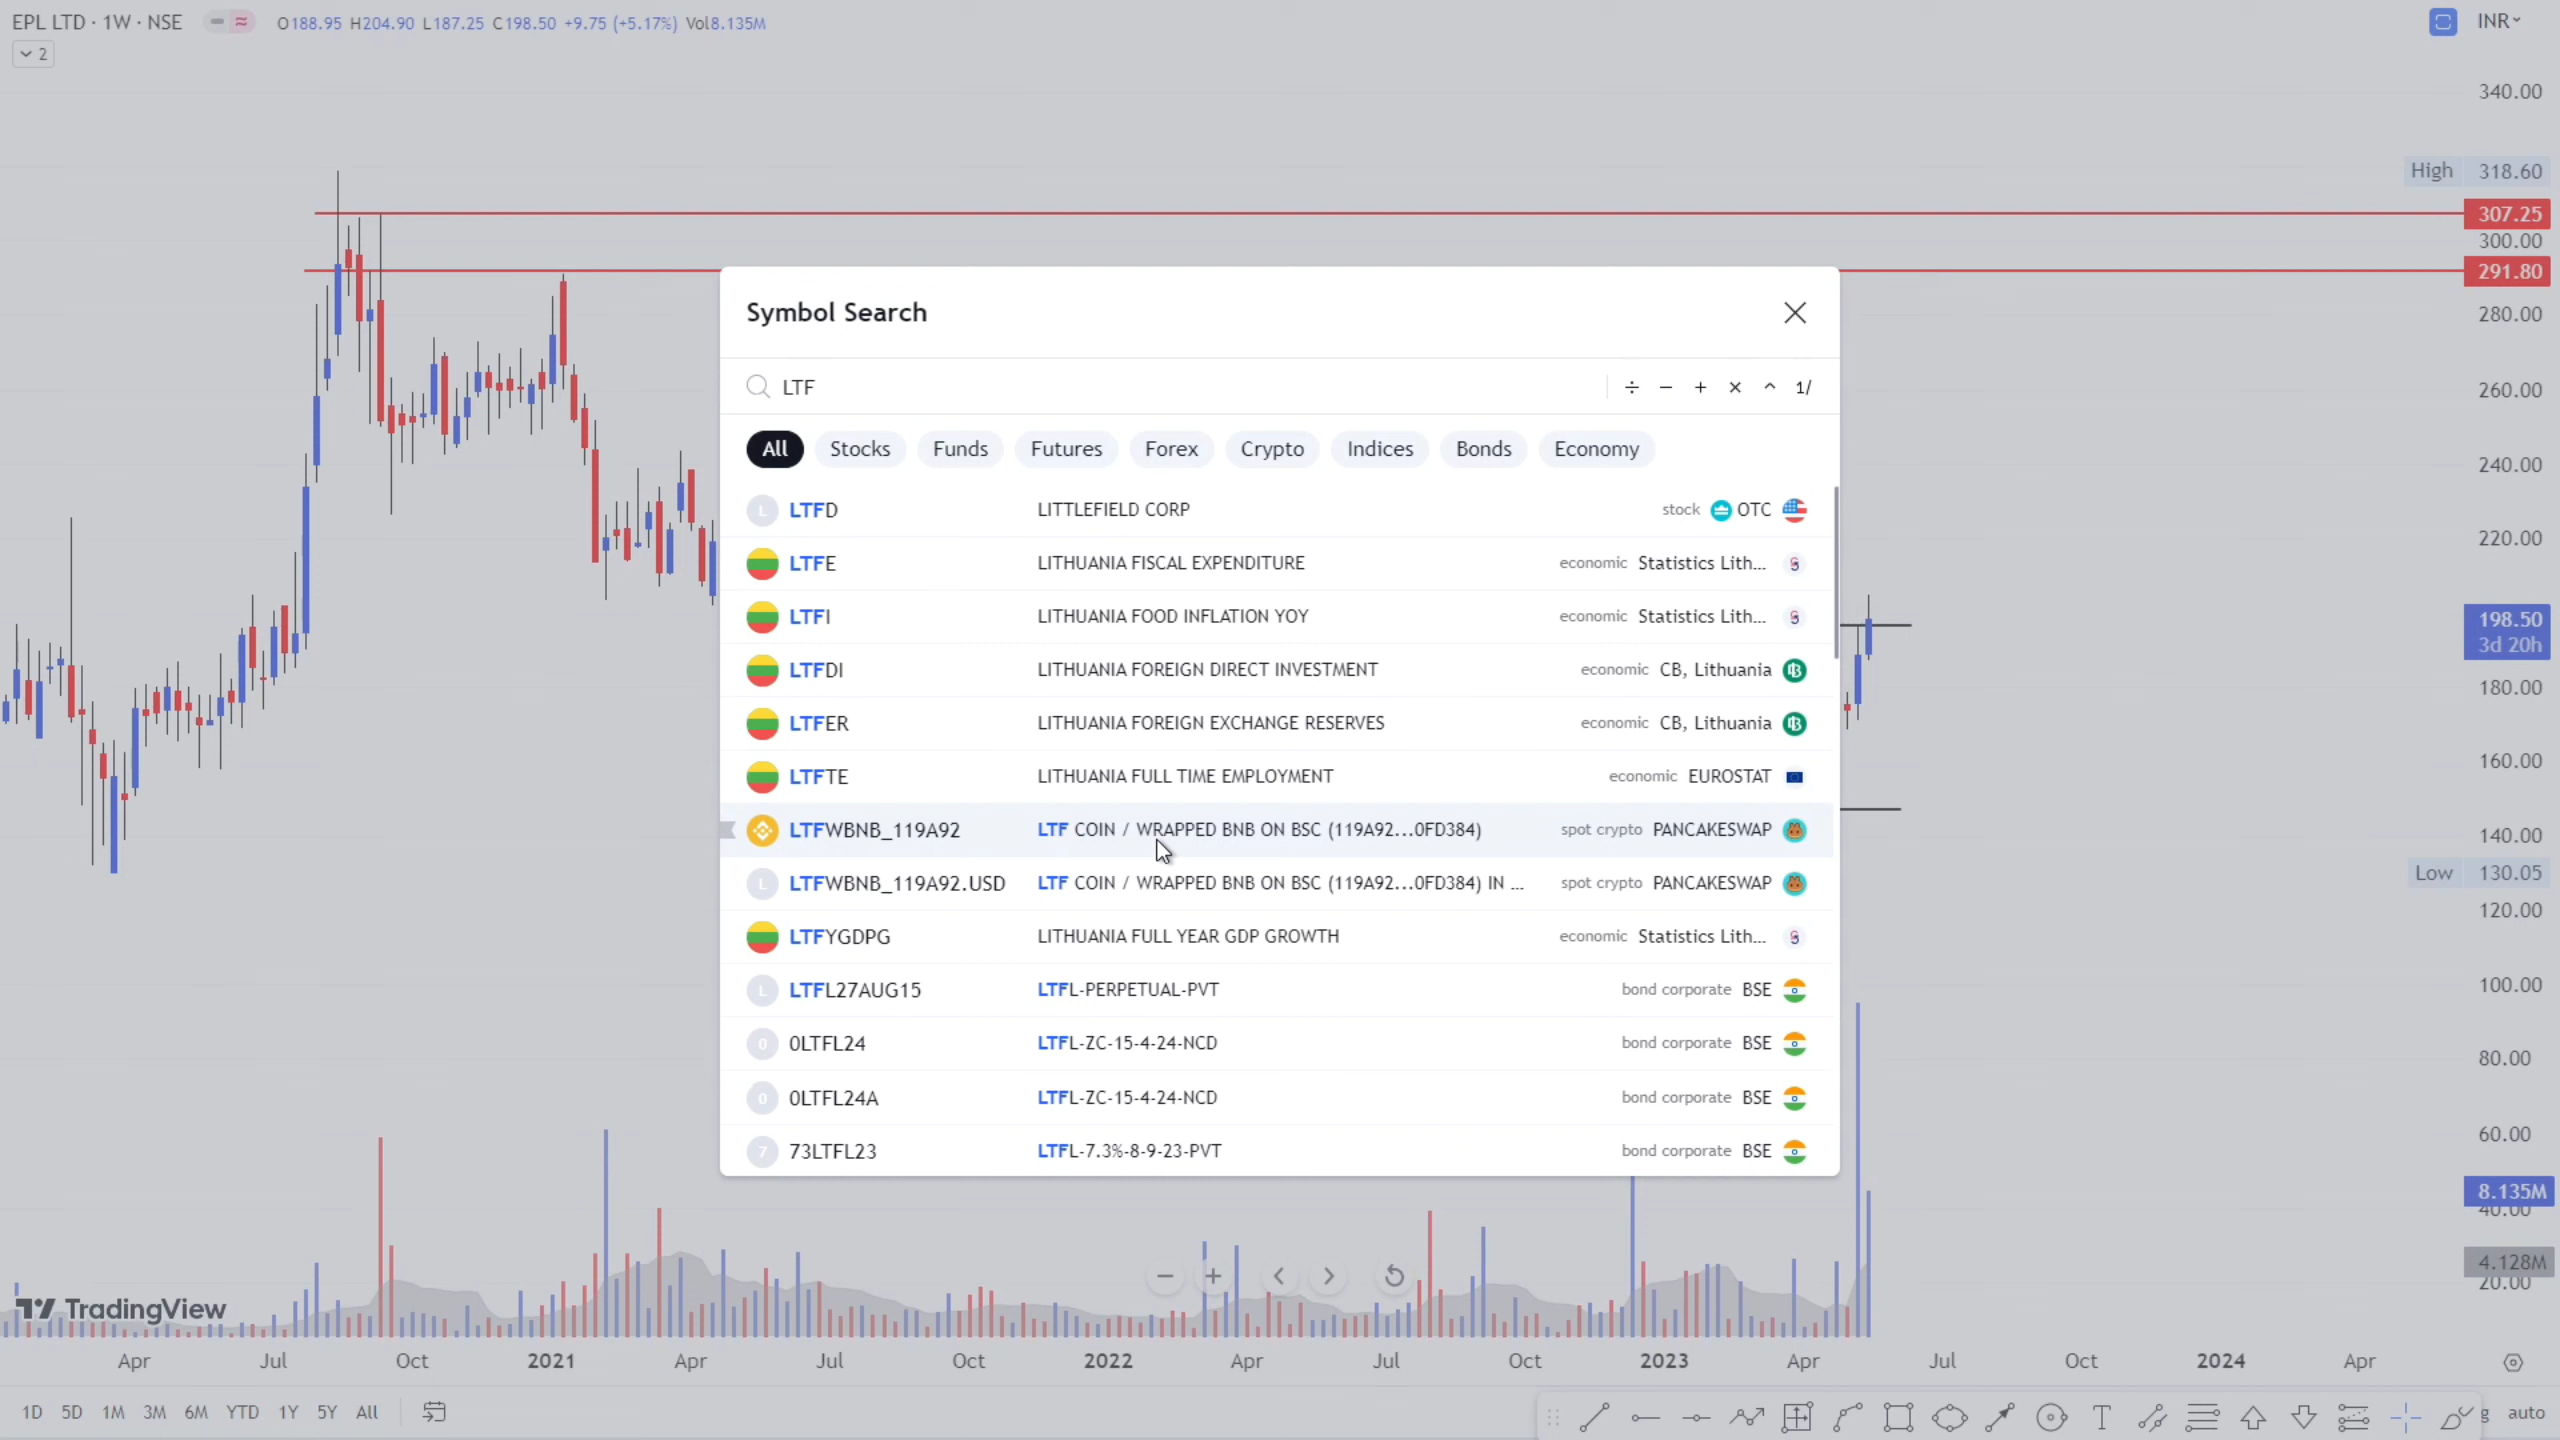 EPL LTD · 1W · NSE O188.95 H204.90 L187.25 C198.50 +9.75 (+5.17%) Vol8.135M INR
2
340.00
High 318.60
307.25
300.00
291.80
280.00
260.00
240.00
220.00
198.50
3d 20h
180.00
160.00
140.00
Low 130.05
120.00
100.00
80.00
60.00
8.135M
40.00
4.128M
20.00
Symbol Search
LTF ÷ − + × ^ 1/
All Stocks Funds Futures Forex Crypto Indices Bonds Economy
L LTFD LITTLEFIELD CORP stock OTC
LTFE LITHUANIA FISCAL EXPENDITURE economic Statistics Lith...
LTFI LITHUANIA FOOD INFLATION YOY economic Statistics Lith...
LTFDI LITHUANIA FOREIGN DIRECT INVESTMENT economic CB, Lithuania
LTFER LITHUANIA FOREIGN EXCHANGE RESERVES economic CB, Lithuania
LTFTE LITHUANIA FULL TIME EMPLOYMENT economic EUROSTAT
LTFWBNB_119A92 LTF COIN / WRAPPED BNB ON BSC (119A92...0FD384) spot crypto PANCAKESWAP
L LTFWBNB_119A92.USD LTF COIN / WRAPPED BNB ON BSC (119A92...0FD384) IN ... spot crypto PANCAKESWAP
LTFYGDPG LITHUANIA FULL YEAR GDP GROWTH economic Statistics Lith...
L LTFL27AUG15 LTFL-PERPETUAL-PVT bond corporate BSE
0 0LTFL24 LTFL-ZC-15-4-24-NCD bond corporate BSE
0 0LTFL24A LTFL-ZC-15-4-24-NCD bond corporate BSE
7 73LTFL23 LTFL-7.3%-8-9-23-PVT bond corporate BSE
TradingView
Apr Jul Oct 2021 Apr Jul Oct 2022 Apr Jul Oct 2023 Apr Jul Oct 2024 Apr
1D 5D 1M 3M 6M YTD 1Y 5Y All T g auto